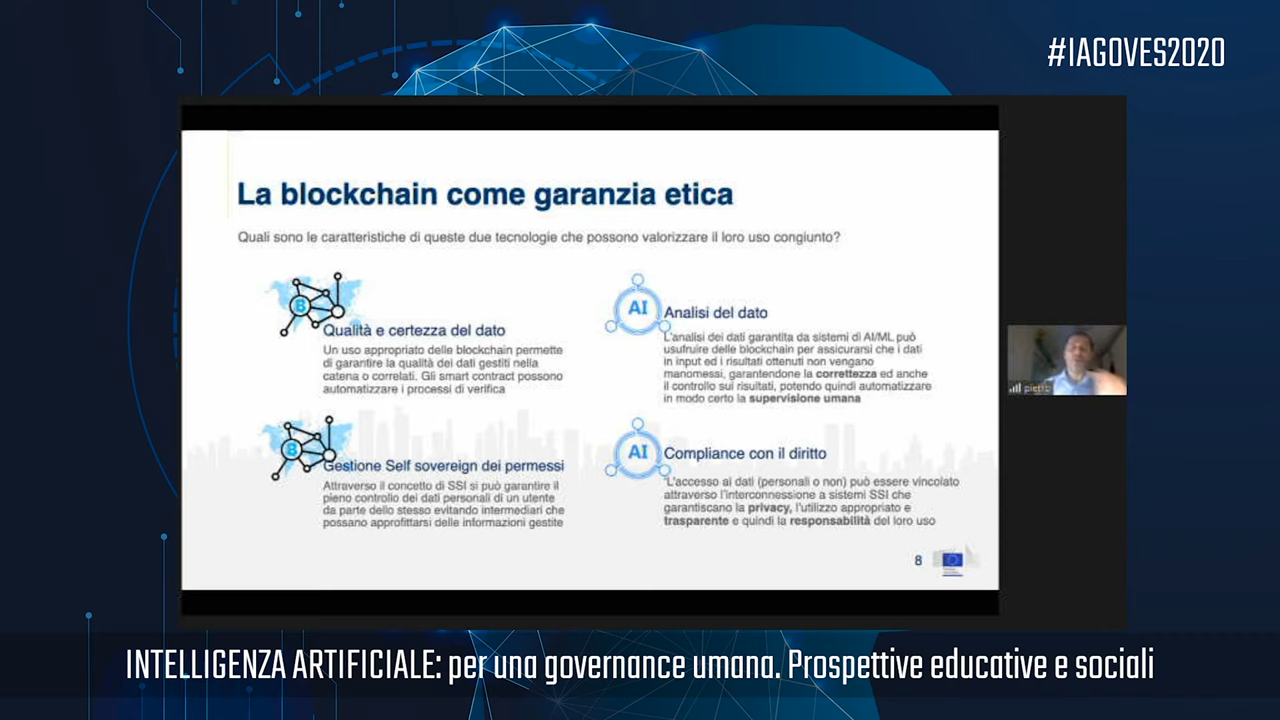 #IAGOVES2020
La blockchain come garanzia etica
Quali sono le caratteristiche di queste due tecnologie che possono valorizzare il loro uso congiunto?
B
Qualità e certezza del dato
Un uso appropriato delle blockchain permette
di garantire la qualità dei dati gestiti nella
catena o correlati. Gli smart contract possono
automatizzare i processi di verifica
AI
Analisi del dato
L'analisi dei dati garantita da sistemi di AI/ML può
usufruire delle blockchain per assicurarsi che i dati
in input ed i risultati ottenuti non vengano
manomessi, garantendone la correttezza ed anche
il controllo sui risultati, potendo quindi automatizzare
in modo certo la supervisione umana
B
Gestione Self sovereign dei permessi
Attraverso il concetto di SSI si può garantire il
pieno controllo dei dati personali di un utente
da parte dello stesso evitando intermediari che
possano approfittarsi delle informazioni gestite
AI
Compliance con il diritto
L'accesso ai dati (personali o non) può essere vincolato
attraverso l'interconnessione a sistemi SSI che
garantiscano la privacy, l'utilizzo appropriato e
trasparente e quindi la responsabilità del loro uso
8
INTELLIGENZA ARTIFICIALE: per una governance umana. Prospettive educative e sociali